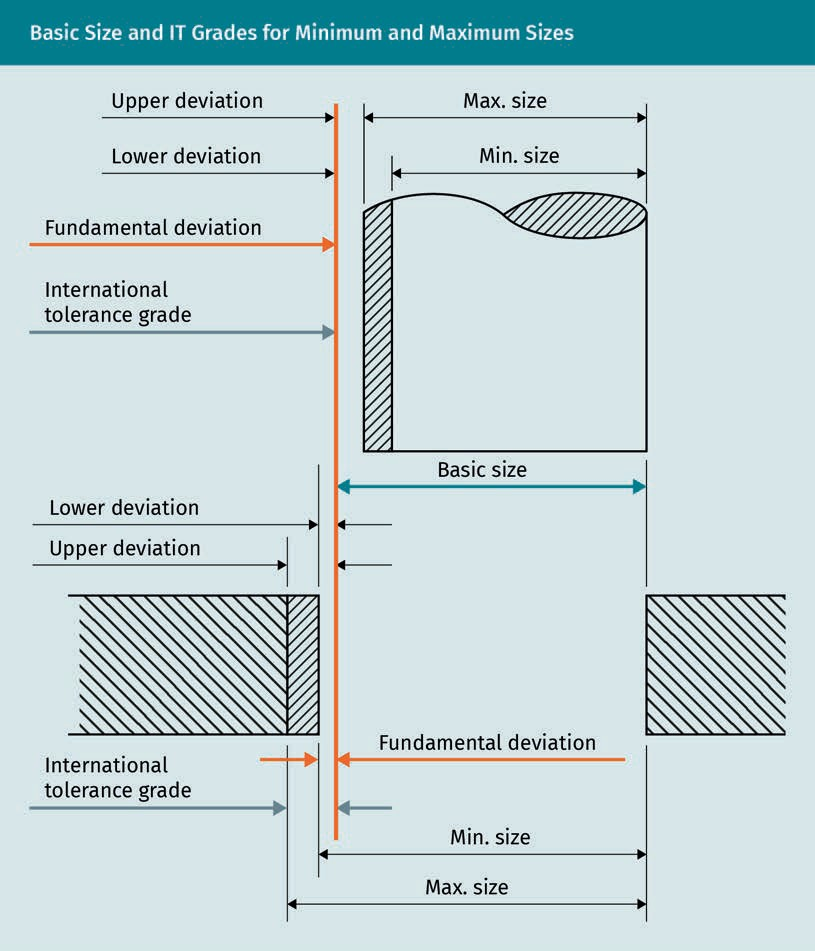 Basic Size and IT Grades for Minimum and Maximum Sizes
Upper deviation
Max. size
Lower deviation
Min. size
Fundamental deviation
International
tolerance grade
Basic size
Lower deviation
Upper deviation
Fundamental deviation
International
tolerance grade
Min. size
Max. size